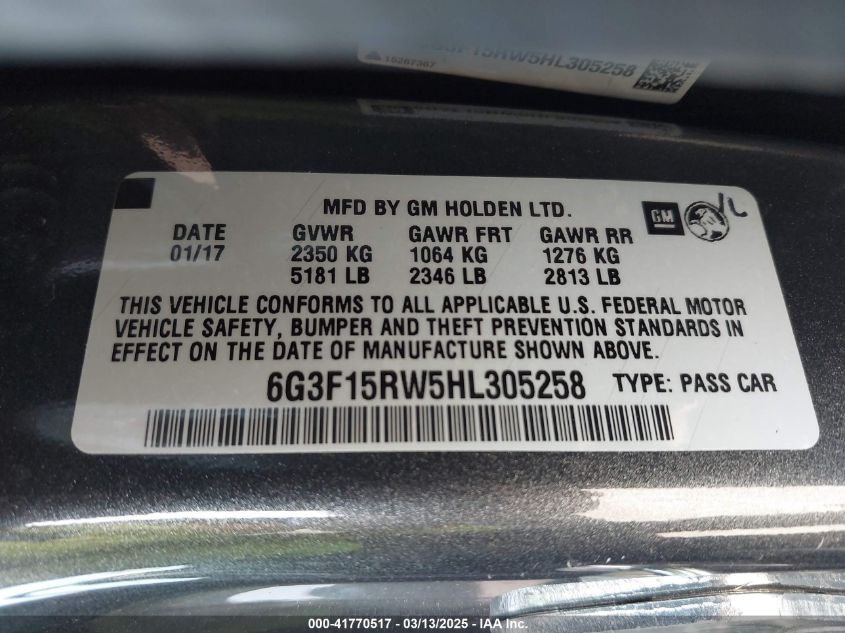 6G3F15RW5HL305258
15267367
MFD BY GM HOLDEN LTD.
GM
DATE GVWR GAWR FRT GAWR RR
01/17 2350 KG 1064 KG 1276 KG
5181 LB 2346 LB 2813 LB
THIS VEHICLE CONFORMS TO ALL APPLICABLE U.S. FEDERAL MOTOR
VEHICLE SAFETY, BUMPER AND THEFT PREVENTION STANDARDS IN
EFFECT ON THE DATE OF MANUFACTURE SHOWN ABOVE.
6G3F15RW5HL305258 TYPE: PASS CAR
000-41770517 - 03/13/2025 - IAA Inc.